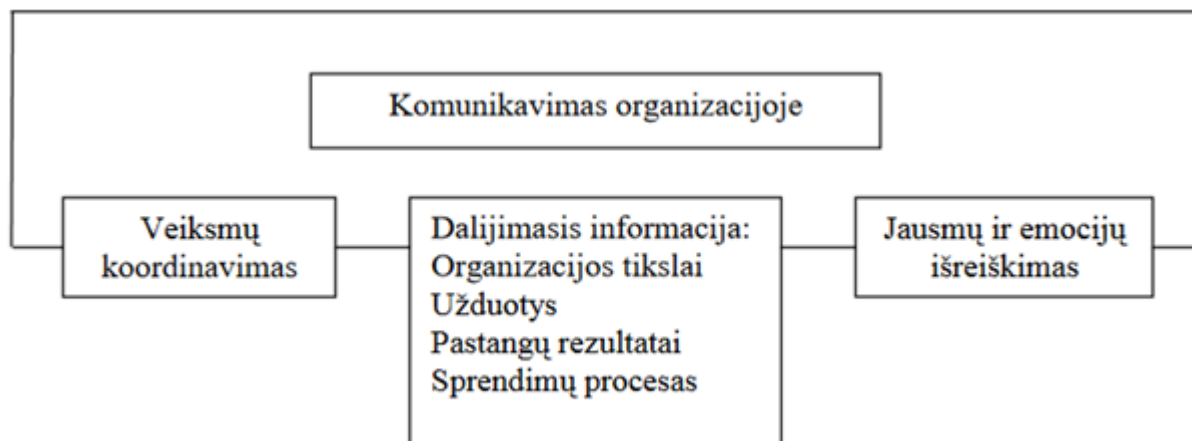 Komunikavimas organizacijoje
Veiksmų
koordinavimas
Dalijimasis informacija:
Organizacijos tikslai
Užduotys
Pastangų rezultatai
Sprendimų procesas
Jausmų ir emocijų
išreiškimas